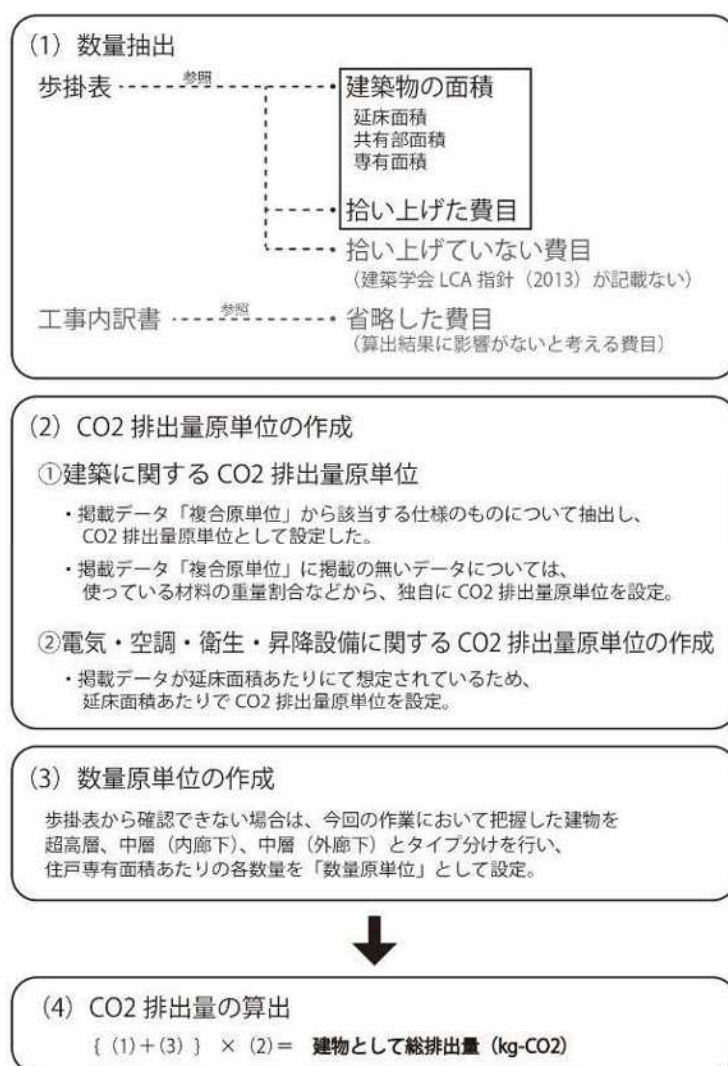 (1) 数量抽出
歩掛表 参照 建築物の面積
延床面積
共有部面積
専有面積
拾い上げた費目
拾い上げていない費目
(建築学会 LCA 指針（2013）が記載ない)
工事内訳書 参照 省略した費目
(算出結果に影響がないと考える費目)
(2) CO2 排出量原単位の作成
①建築に関する CO2 排出量原単位
・掲載データ「複合原単位」から該当する仕様のものについて抽出し、
CO2 排出量原単位として設定した。
・掲載データ「複合原単位」に掲載の無いデータについては、
使っている材料の重量割合などから、独自に CO2 排出量原単位を設定。
②電気・空調・衛生・昇降設備に関する CO2 排出量原単位の作成
・掲載データが延床面積あたりにて想定されているため、
延床面積あたりで CO2 排出量原単位を設定。
(3) 数量原単位の作成
歩掛表から確認できない場合は、今回の作業において把握した建物を
超高層、中層（内廊下）、中層（外廊下）とタイプ分けを行い、
住戸専有面積あたりの各数量を「数量原単位」として設定。
(4) CO2 排出量の算出
{ (1)+(3) } × (2)= 建物として総排出量（kg-CO2）